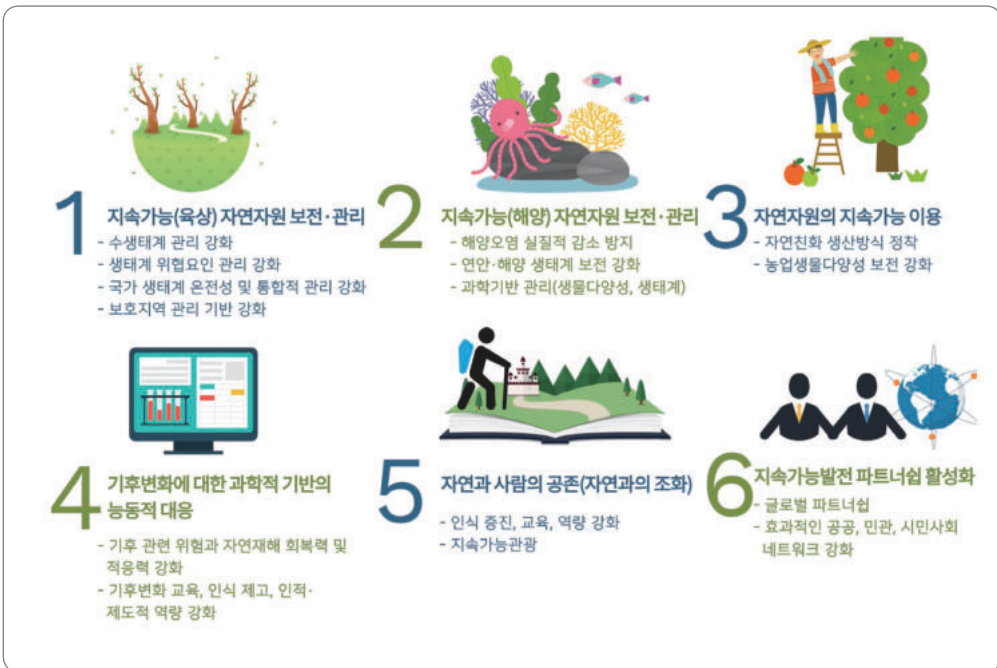 1 지속가능(육상) 자연자원 보전·관리
- 수생태계 관리 강화
- 생태계 위협요인 관리 강화
- 국가 생태계 온전성 및 통합적 관리 강화
- 보호지역 관리 기반 강화
2 지속가능(해양) 자연자원 보전·관리
- 해양오염 실질적 감소 방지
- 연안·해양 생태계 보전 강화
- 과학기반 관리(생물다양성, 생태계)
3 자연자원의 지속가능 이용
- 자연친화 생산방식 정착
- 농업생물다양성 보전 강화
4 기후변화에 대한 과학적 기반의
능동적 대응
- 기후 관련 위험과 자연재해 회복력 및
적응력 강화
- 기후변화 교육, 인식 제고, 인적·
제도적 역량 강화
5 자연과 사람의 공존(자연과의 조화)
- 인식 증진, 교육, 역량 강화
- 지속가능관광
6 지속가능발전 파트너쉽 활성화
- 글로벌 파트너쉽
- 효과적인 공공, 민관, 시민사회
네트워크 강화